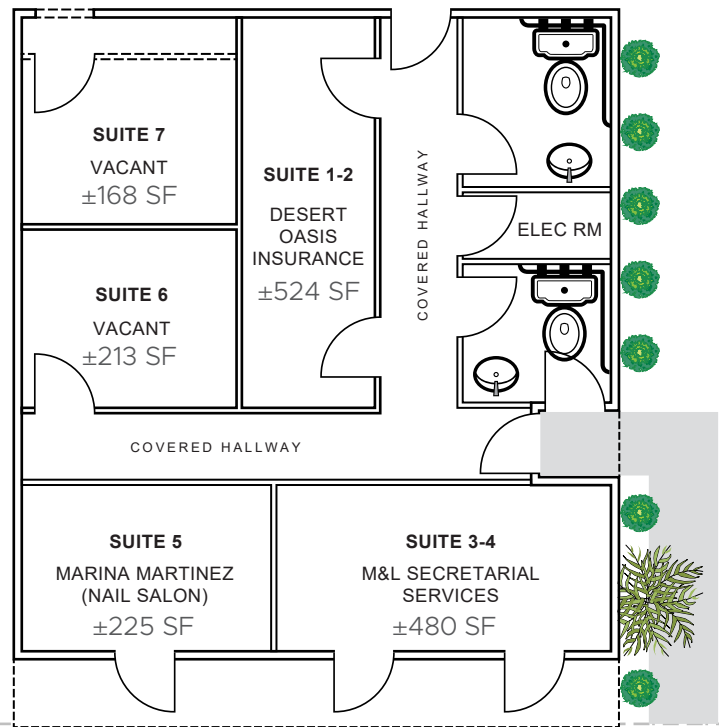 SUITE 7
VACANT
±168 SF
SUITE 1-2
DESERT
OASIS
INSURANCE
±524 SF
COVERED HALLWAY
ELEC RM
SUITE 6
VACANT
±213 SF
COVERED HALLWAY
SUITE 5
MARINA MARTINEZ
(NAIL SALON)
±225 SF
SUITE 3-4
M&L SECRETARIAL
SERVICES
±480 SF